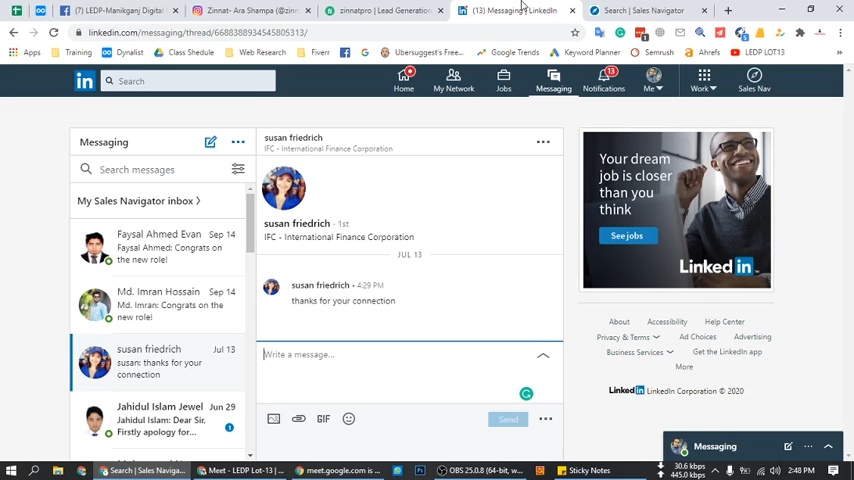 (7) LEDP-Manikganj Digital
Zinnat- Ara Shampa (@zinn
zinnatpro | Lead Generation
(13) Messaging | LinkedIn
Search | Sales Navigator
linkedin.com/messaging/thread/6688388934545805313/
Apps
Dynalist
Class Shedule
Web Research
Fiverr
Ubersuggest's Free...
Google Trends
Keyword Planner
Semrush
Ahrefs
LEDP LOT13
in
Search
Home
My Network
Jobs
Messaging
13
Notifications
Me
Work
Sales Nav
Messaging
Search messages
My Sales Navigator inbox
Faysal Ahmed Evan Sep 14
Faysal Ahmed: Congrats on
the new role!
Md. Imran Hossain Sep 14
Md. Imran: Congrats on the
new role!
susan friedrich Jul 13
susan: thanks for your
connection
Jahidul Islam Jewel Jun 29
Jahidul Islam: Dear Sir,
Firstly apology for...
1
susan friedrich
IFC - International Finance Corporation
susan friedrich · 1st
IFC - International Finance Corporation
JUL 13
susan friedrich • 4:29 PM
thanks for your connection
Write a message...
GIF
Send
Your dream
job is closer
than you
think
See jobs
Linked in
About Accessibility Help Center
Privacy & Terms Ad Choices Advertising
Business Services Get the LinkedIn app
More
Linked in LinkedIn Corporation © 2020
Messaging
Search | Sales Naviga...
Meet - LEDP Lot-13 | ...
meet.google.com is ...
OBS 25.0.8 (64-bit, w...
Sticky Notes
30.6 kbps
445.0 kbps
2:48 PM